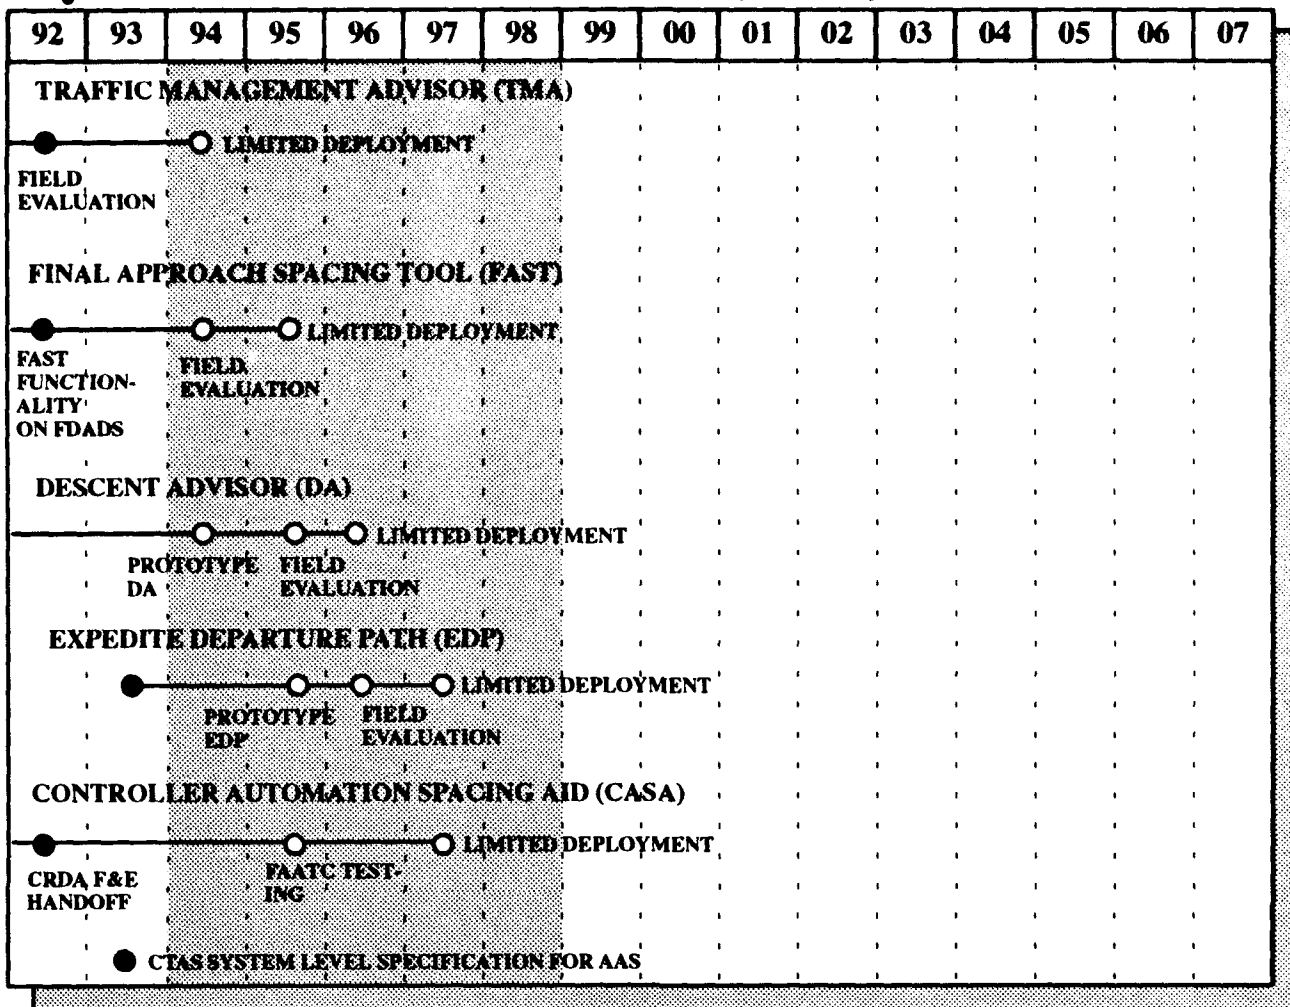 92 93 94 95 96 97 98 99 00 01 02 03 04 05 06 07
TRAFFIC MANAGEMENT ADVISOR (TMA)
LIMITED DEPLOYMENT
FIELD
EVALUATION
FINAL APPROACH SPACING TOOL (FAST)
LIMITED DEPLOYMENT
FAST
FUNCTION-
ALITY
ON FDADS
FIELD
EVALUATION
DESCENT ADVISOR (DA)
LIMITED DEPLOYMENT
PROTOTYPE
DA
FIELD
EVALUATION
EXPEDITE DEPARTURE PATH (EDP)
LIMITED DEPLOYMENT
PROTOTYPE
EDP
FIELD
EVALUATION
CONTROLLER AUTOMATION SPACING AID (CASA)
LIMITED DEPLOYMENT
CRDA F&E
HANDOFF
FAATC TEST-
ING
CTAS SYSTEM LEVEL SPECIFICATION FOR AAS